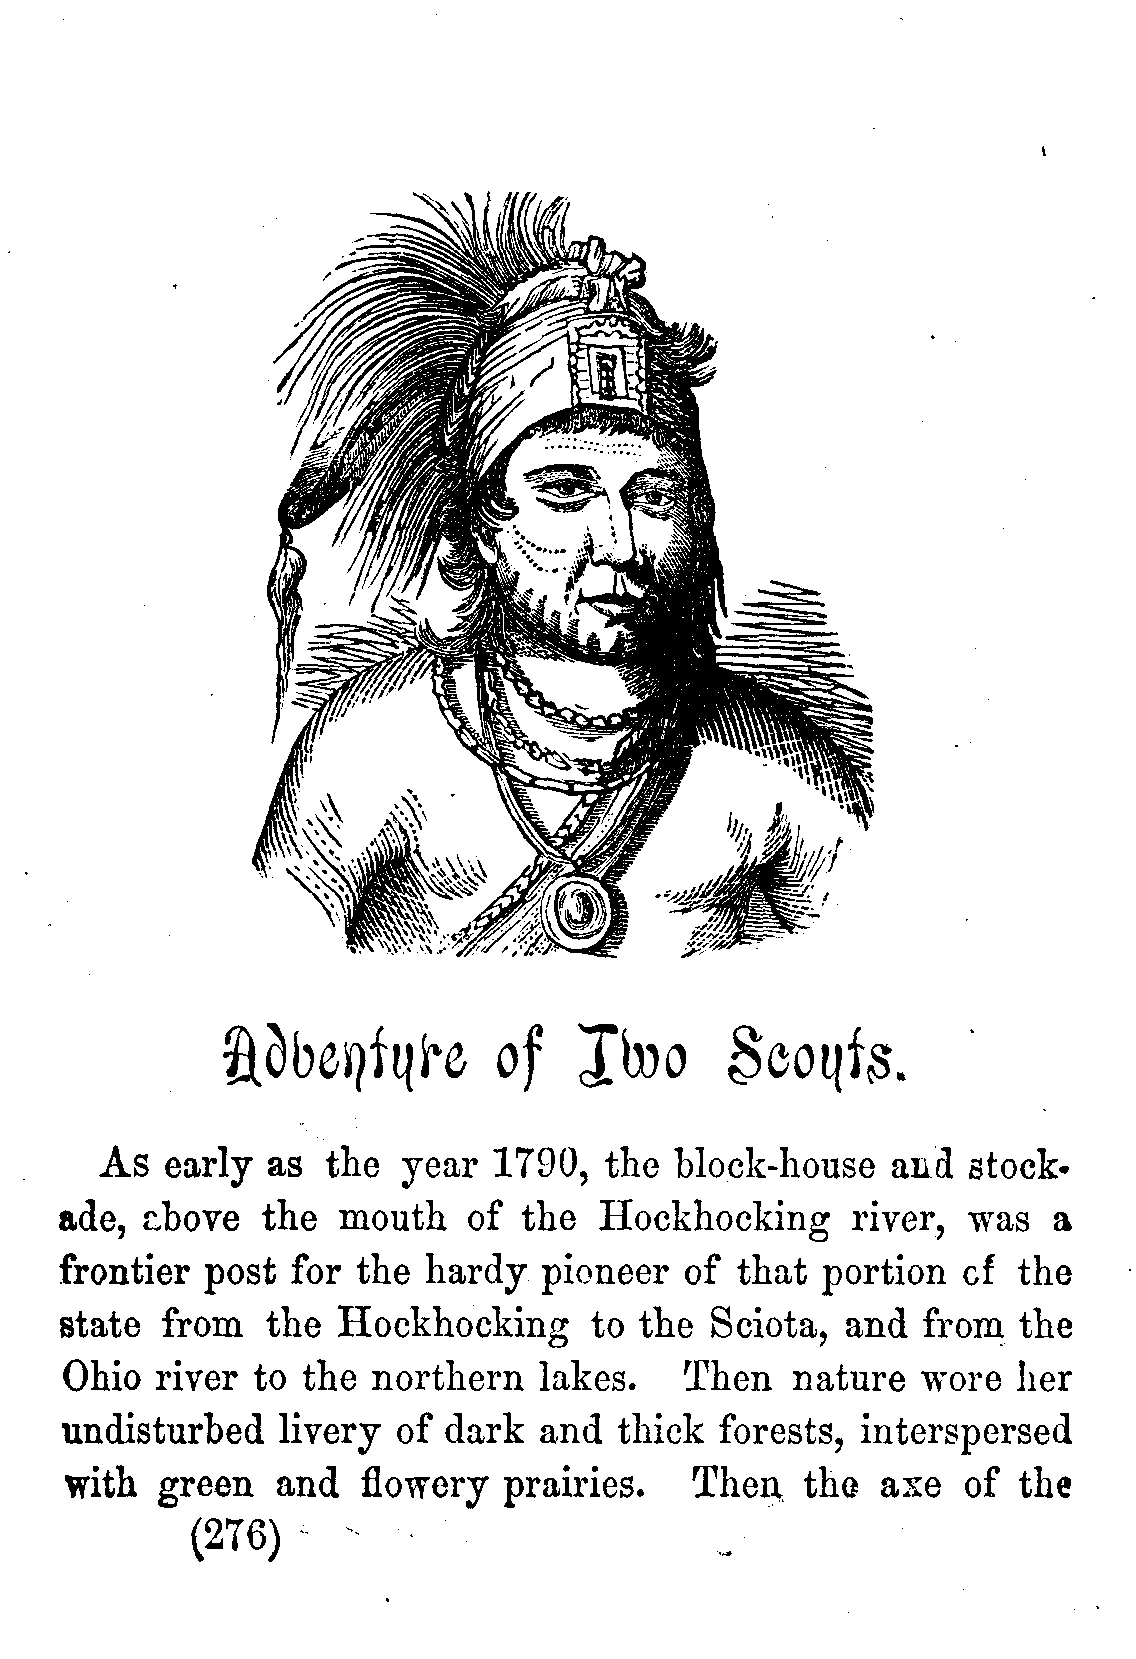 Adventure of Two Scouts.
As early as the year 1790, the block-house and stock-
ade, above the mouth of the Hockhocking river, was a
frontier post for the hardy pioneer of that portion of the
state from the Hockhocking to the Sciota, and from the
Ohio river to the northern lakes. Then nature wore her
undisturbed livery of dark and thick forests, interspersed
with green and flowery prairies. Then the axe of the
(276)